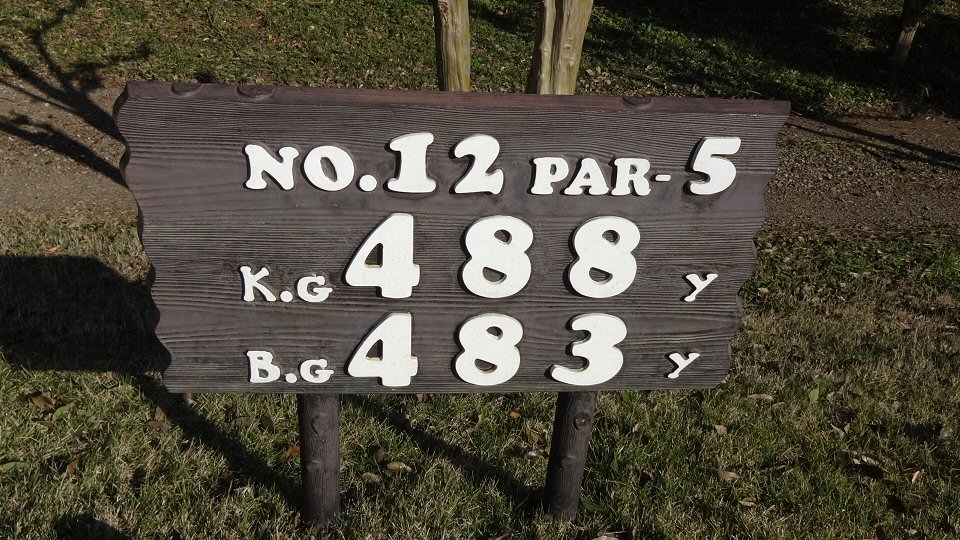 NO.12 PAR-5
K.G 488 Y
B.G 483 Y